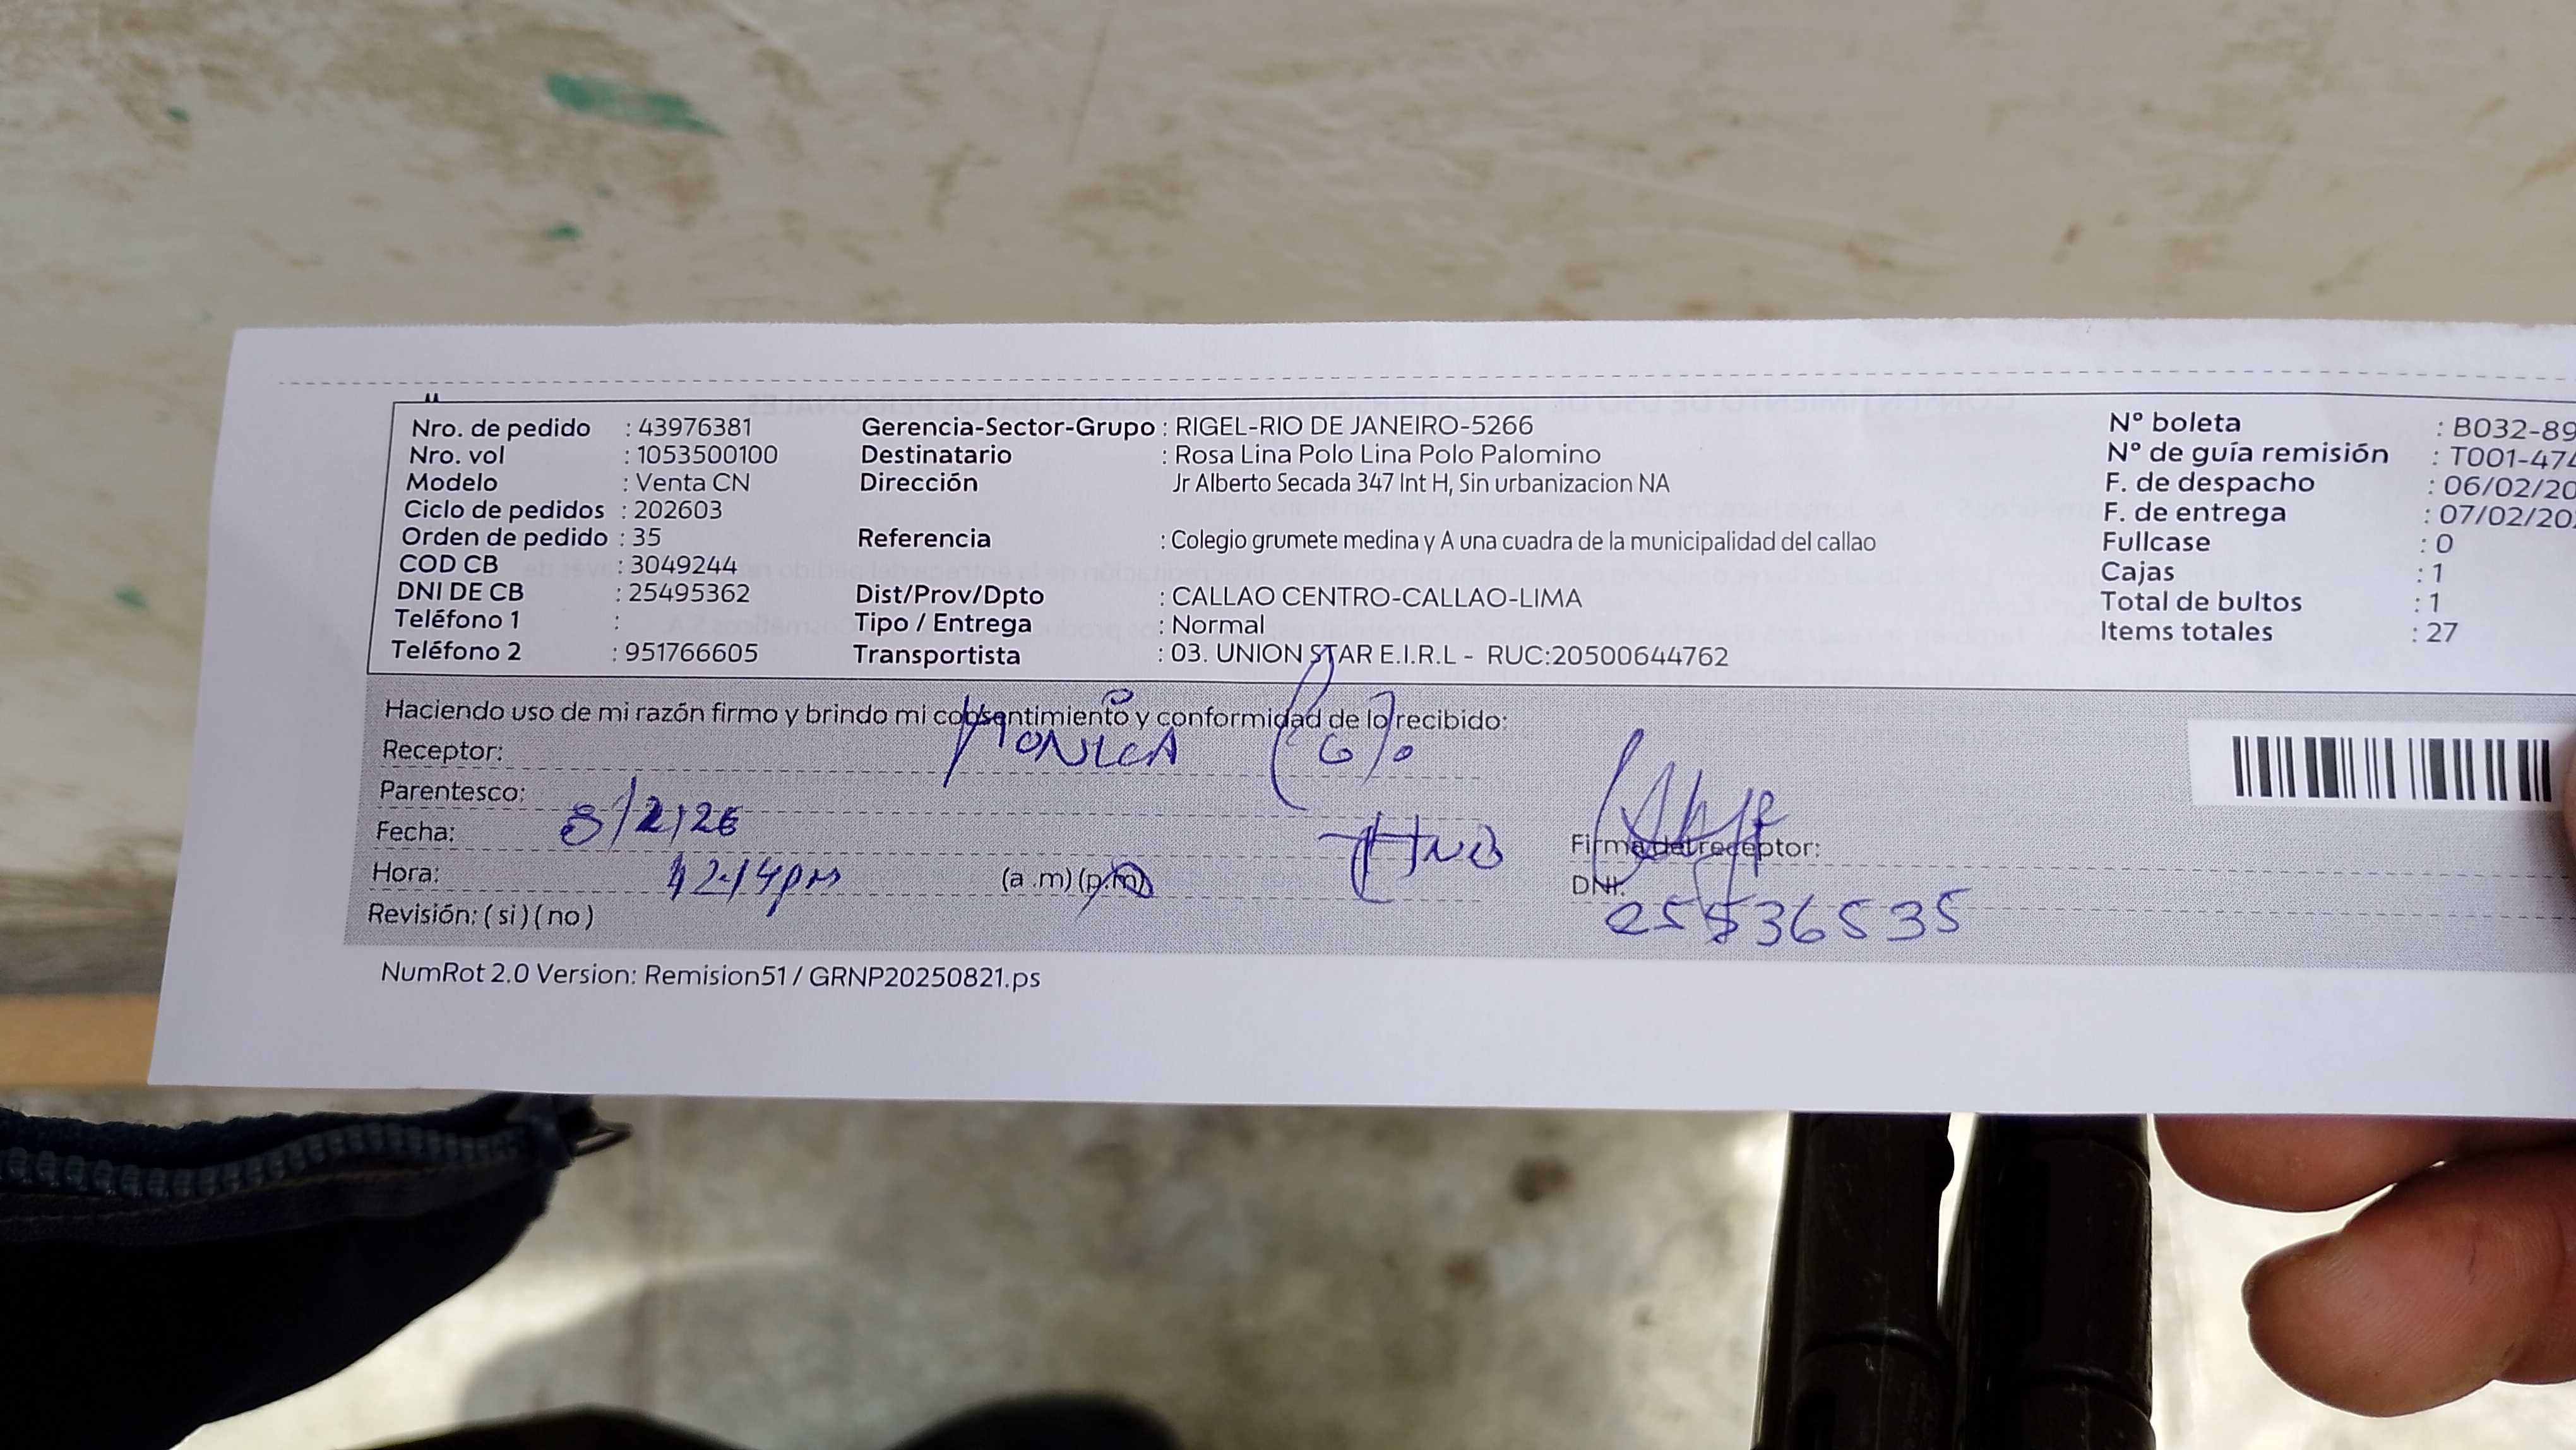 Nro. de pedido : 43976381
Nro. vol : 1053500100
Modelo : Venta CN
Ciclo de pedidos : 202603
Orden de pedido : 35
COD CB : 3049244
DNI DE CB : 25495362
Teléfono 1 :
Teléfono 2 : 951766605
Gerencia-Sector-Grupo : RIGEL-RIO DE JANEIRO-5266
Destinatario : Rosa Lina Polo Lina Polo Palomino
Dirección Jr Alberto Secada 347 Int H, Sin urbanizacion NA
Referencia : Colegio grumete medina y A una cuadra de la municipalidad del callao
Dist/Prov/Dpto : CALLAO CENTRO-CALLAO-LIMA
Tipo / Entrega : Normal
Transportista : 03. UNION STAR E.I.R.L - RUC:20500644762
Nº boleta : B032-89
Nº de guía remisión : T001-474
F. de despacho : 06/02/20
F. de entrega : 07/02/20
Fullcase : 0
Cajas : 1
Total de bultos : 1
Items totales : 27
Haciendo uso de mi razón firmo y brindo mi consentimiento y conformidad de lo recibido:
Receptor: MONICA Polo
Parentesco:
Fecha: 8/2/26
Hora: 12:14pm (a .m) (p.m)
Revisión: ( si ) ( no )
Firma del receptor:
DNI: 25536535
NumRot 2.0 Version: Remision51 / GRNP20250821.ps